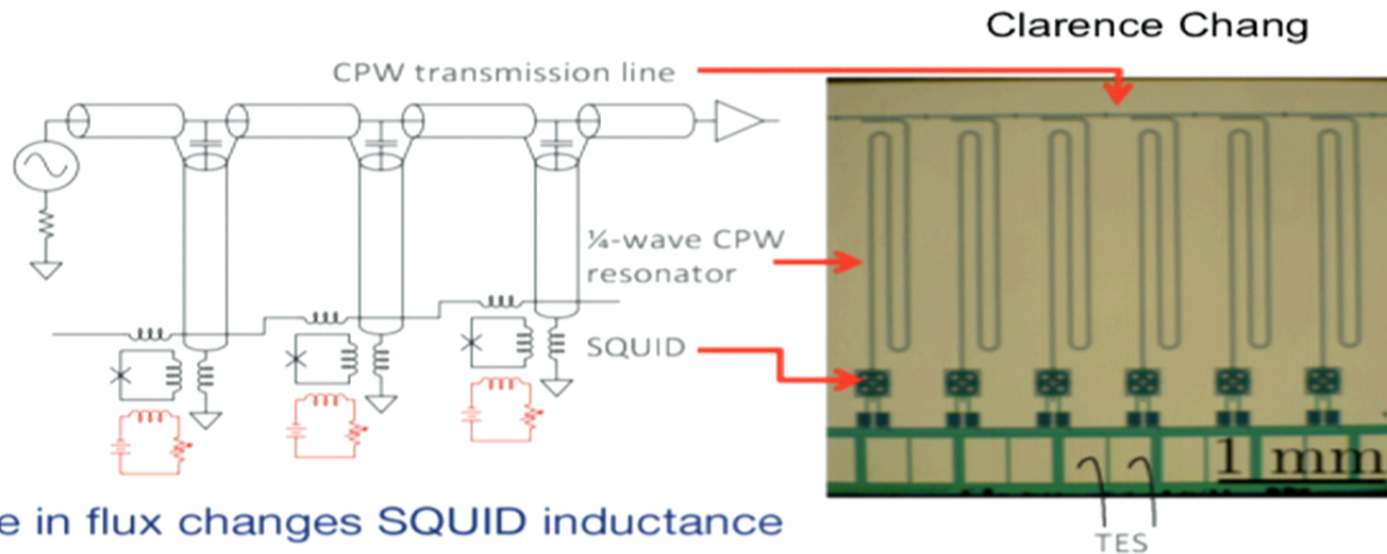 Clarence Chang
CPW transmission line
¼-wave CPW
resonator
SQUID
1 mm
e in flux changes SQUID inductance
TES